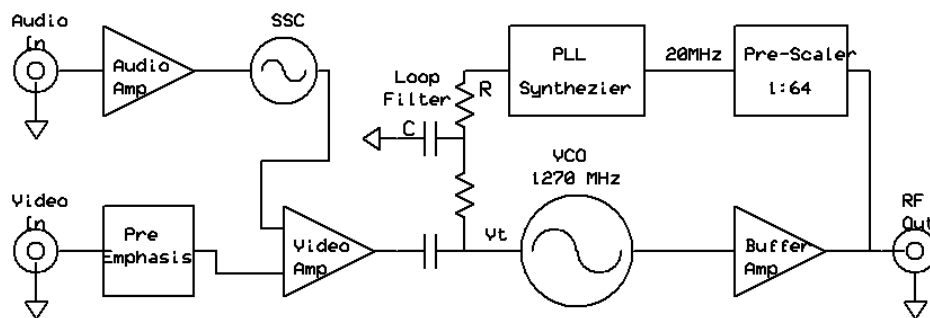 Audio
In
Audio
Amp
SSC
Loop
Filter
R
C
PLL
Synthezier
20MHz
Pre-Scaler
1:64
Video
In
Pre
Emphasis
Video
Amp
Vt
VCO
1270 MHz
Buffer
Amp
RF
Out